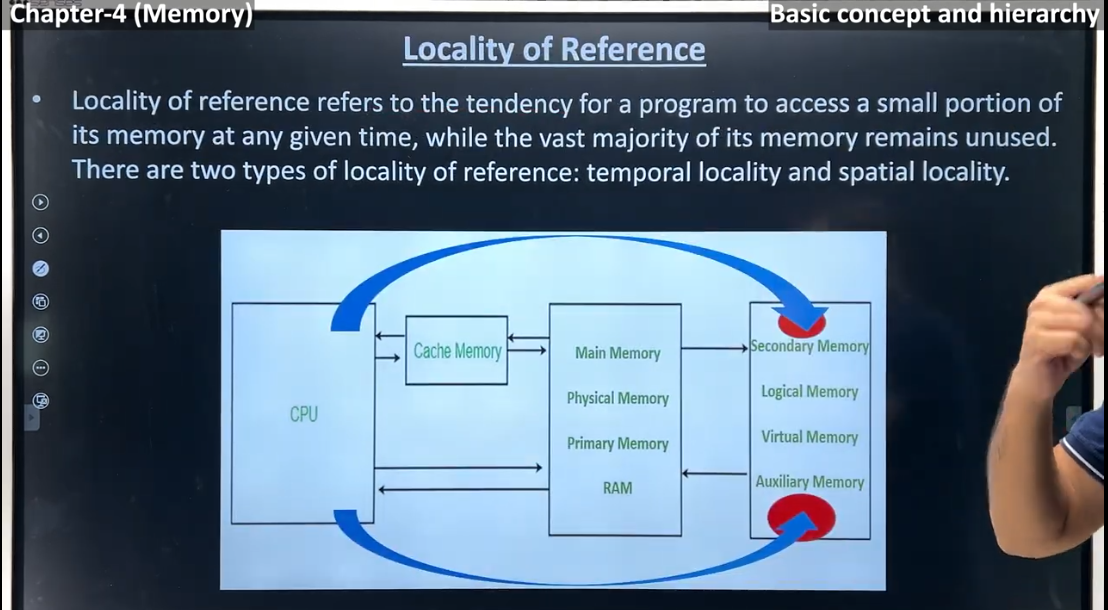 Chapter-4 (Memory)
Basic concept and hierarchy
Locality of Reference
• Locality of reference refers to the tendency for a program to access a small portion of
its memory at any given time, while the vast majority of its memory remains unused.
There are two types of locality of reference: temporal locality and spatial locality.
CPU
Cache Memory
Main Memory
Physical Memory
Primary Memory
RAM
Secondary Memory
Logical Memory
Virtual Memory
Auxiliary Memory